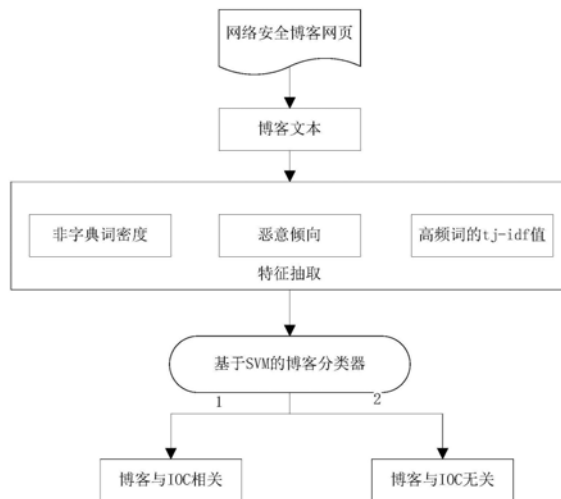 网络安全博客网页
博客文本
非字典词密度
恶意倾向
高频词的tj-idf值
特征抽取
基于SVM的博客分类器
1
2
博客与IOC相关
博客与IOC无关